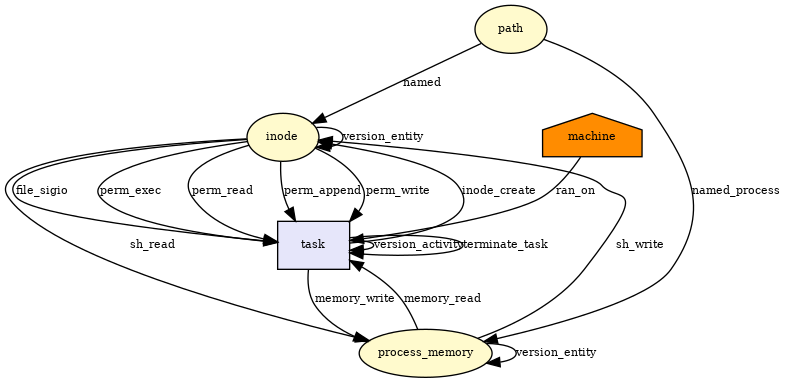 path
named
inode
version_entity
machine
file_sigio
perm_exec
perm_read
perm_append
perm_write
inode_create
ran_on
named_process
sh_read
task
version_activity
terminate_task
sh_write
memory_write
memory_read
process_memory
version_entity